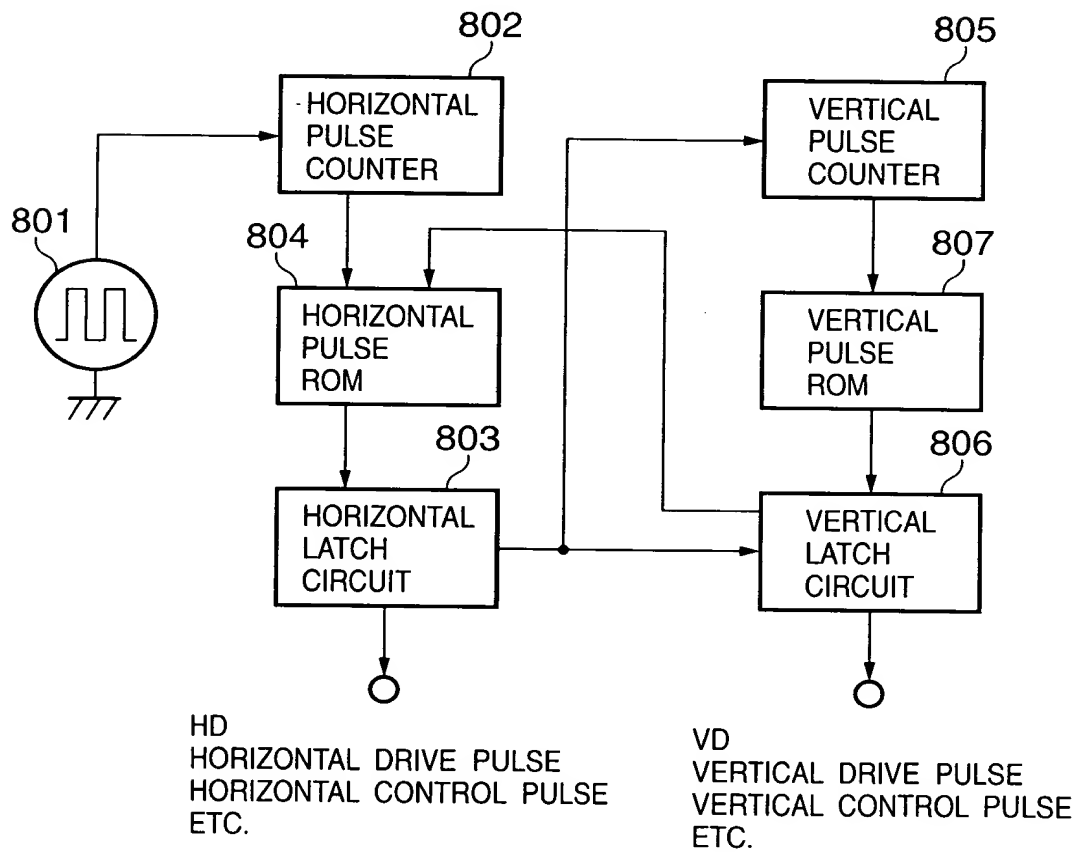 802
HORIZONTAL
PULSE
COUNTER
805
VERTICAL
PULSE
COUNTER
801
804
HORIZONTAL
PULSE
ROM
807
VERTICAL
PULSE
ROM
803
HORIZONTAL
LATCH
CIRCUIT
806
VERTICAL
LATCH
CIRCUIT
HD
HORIZONTAL DRIVE PULSE
HORIZONTAL CONTROL PULSE
ETC.
VD
VERTICAL DRIVE PULSE
VERTICAL CONTROL PULSE
ETC.